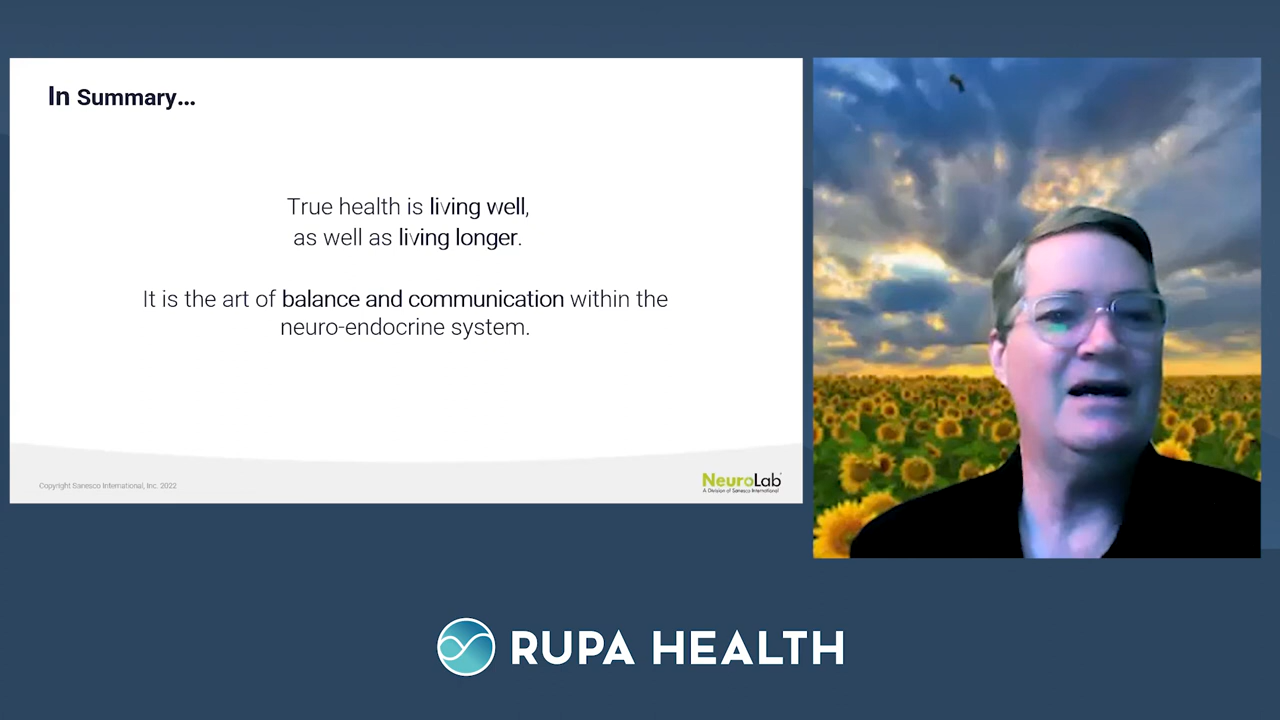 In Summary...
True health is living well,
as well as living longer.
It is the art of balance and communication within the
neuro-endocrine system.
Copyright Sanesco International, Inc. 2022
NeuroLab
A Division of Sanesco International
RUPA HEALTH